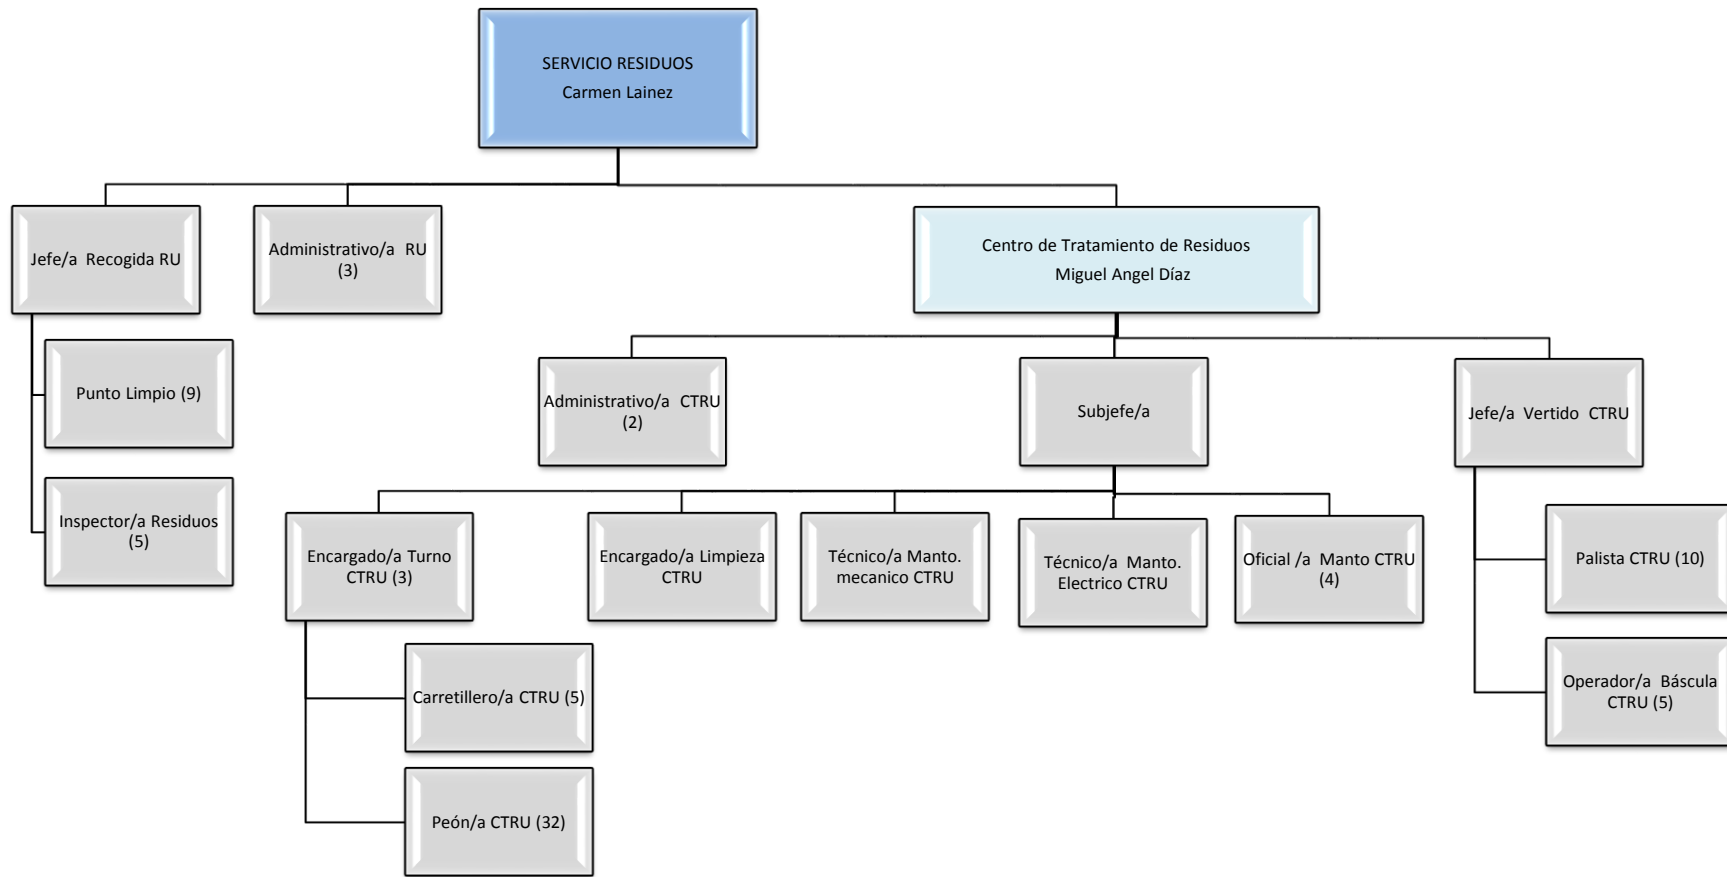 SERVICIO RESIDUOS
Carmen Lainez
Jefe/a Recogida RU
Administrativo/a RU
(3)
Centro de Tratamiento de Residuos
Miguel Angel Díaz
Punto Limpio (9)
Administrativo/a CTRU
(2)
Subjefe/a
Jefe/a Vertido CTRU
Inspector/a Residuos
(5)
Encargado/a Turno
CTRU (3)
Encargado/a Limpieza
CTRU
Técnico/a Manto.
mecanico CTRU
Técnico/a Manto.
Electrico CTRU
Oficial /a Manto CTRU
(4)
Palista CTRU (10)
Carretillero/a CTRU (5)
Operador/a Báscula
CTRU (5)
Peón/a CTRU (32)